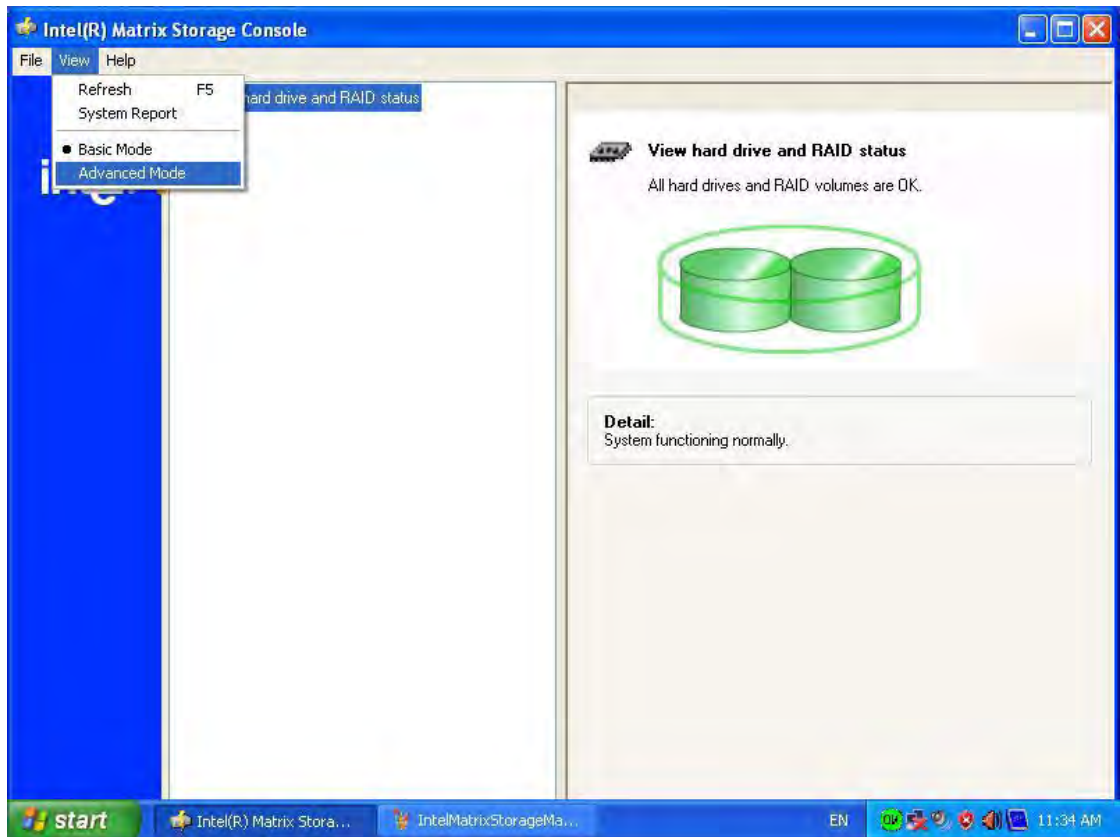 Intel(R) Matrix Storage Console
File View Help
Refresh F5
System Report
Basic Mode
Advanced Mode
hard drive and RAID status
View hard drive and RAID status
All hard drives and RAID volumes are OK.
Detail:
System functioning normally.
start Intel(R) Matrix Stora... IntelMatrixStorageMa... EN 11:34 AM